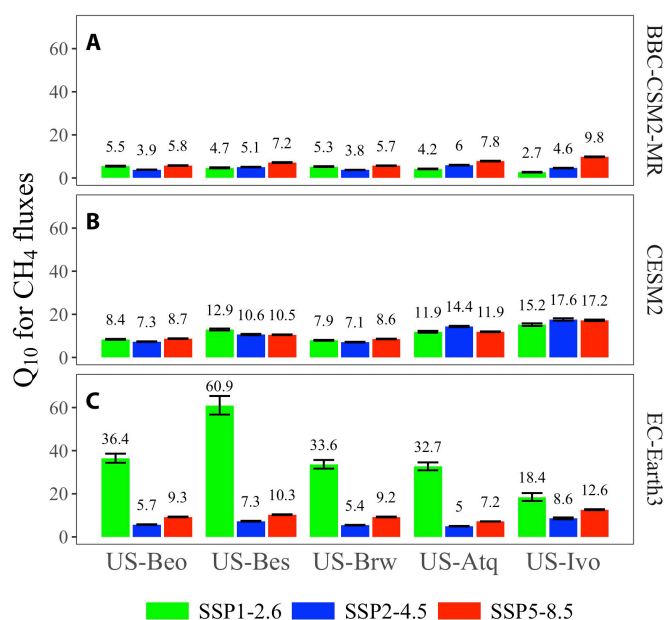 A
60
40
20
0
5.5 3.9 5.8 4.7 5.1 7.2 5.3 3.8 5.7 4.2 6 7.8 2.7 4.6 9.8
BBC-CSM2-MR
B
60
40
20
0
8.4 7.3 8.7 12.9 10.6 10.5 7.9 7.1 8.6 11.9 14.4 11.9 15.2 17.6 17.2
CESM2
Q10 for CH4 fluxes
C
60
40
20
0
36.4 5.7 9.3 60.9 7.3 10.3 33.6 5.4 9.2 32.7 5 7.2 18.4 8.6 12.6
EC-Earth3
US-Beo US-Bes US-Brw US-Atq US-Ivo
SSP1-2.6 SSP2-4.5 SSP5-8.5